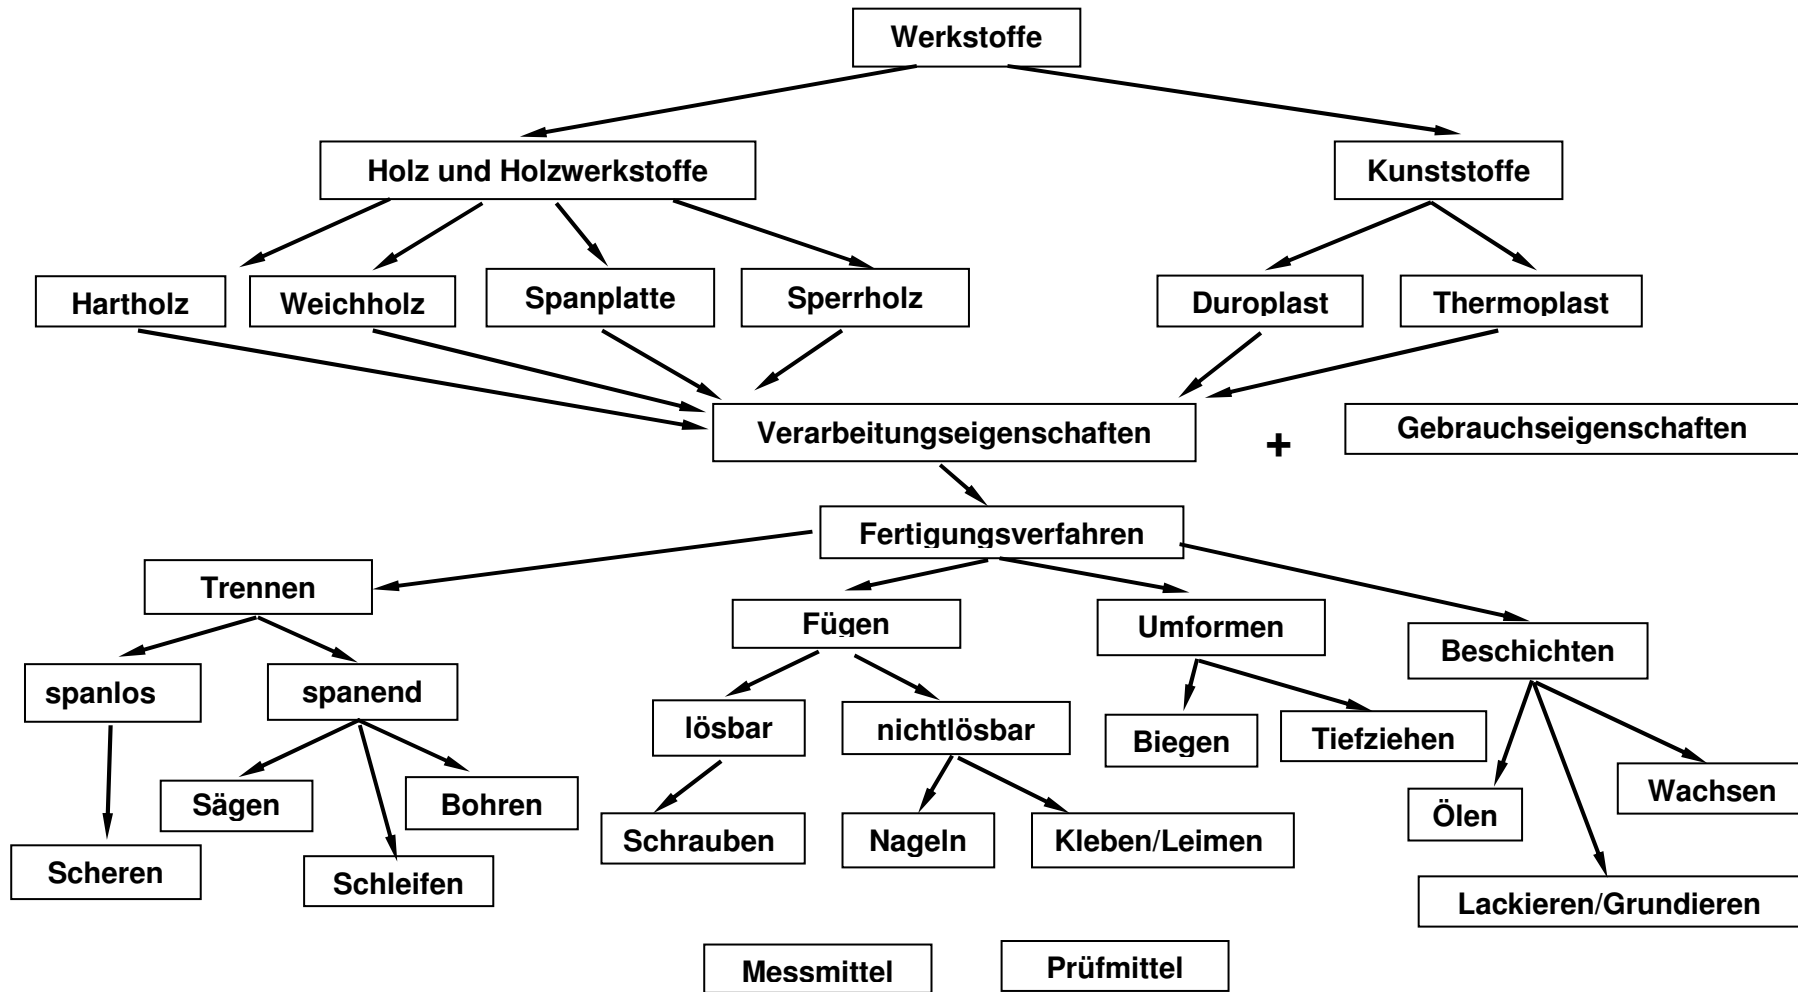 Werkstoffe
Holz und Holzwerkstoffe
Kunststoffe
Hartholz
Weichholz
Spanplatte
Sperrholz
Duroplast
Thermoplast
Verarbeitungseigenschaften
+
Gebrauchseigenschaften
Fertigungsverfahren
Trennen
Fügen
Umformen
Beschichten
spanlos
spanend
lösbar
nichtlösbar
Biegen
Tiefziehen
Sägen
Bohren
Schrauben
Nageln
Kleben/Leimen
Ölen
Wachsen
Scheren
Schleifen
Lackieren/Grundieren
Messmittel
Prüfmittel